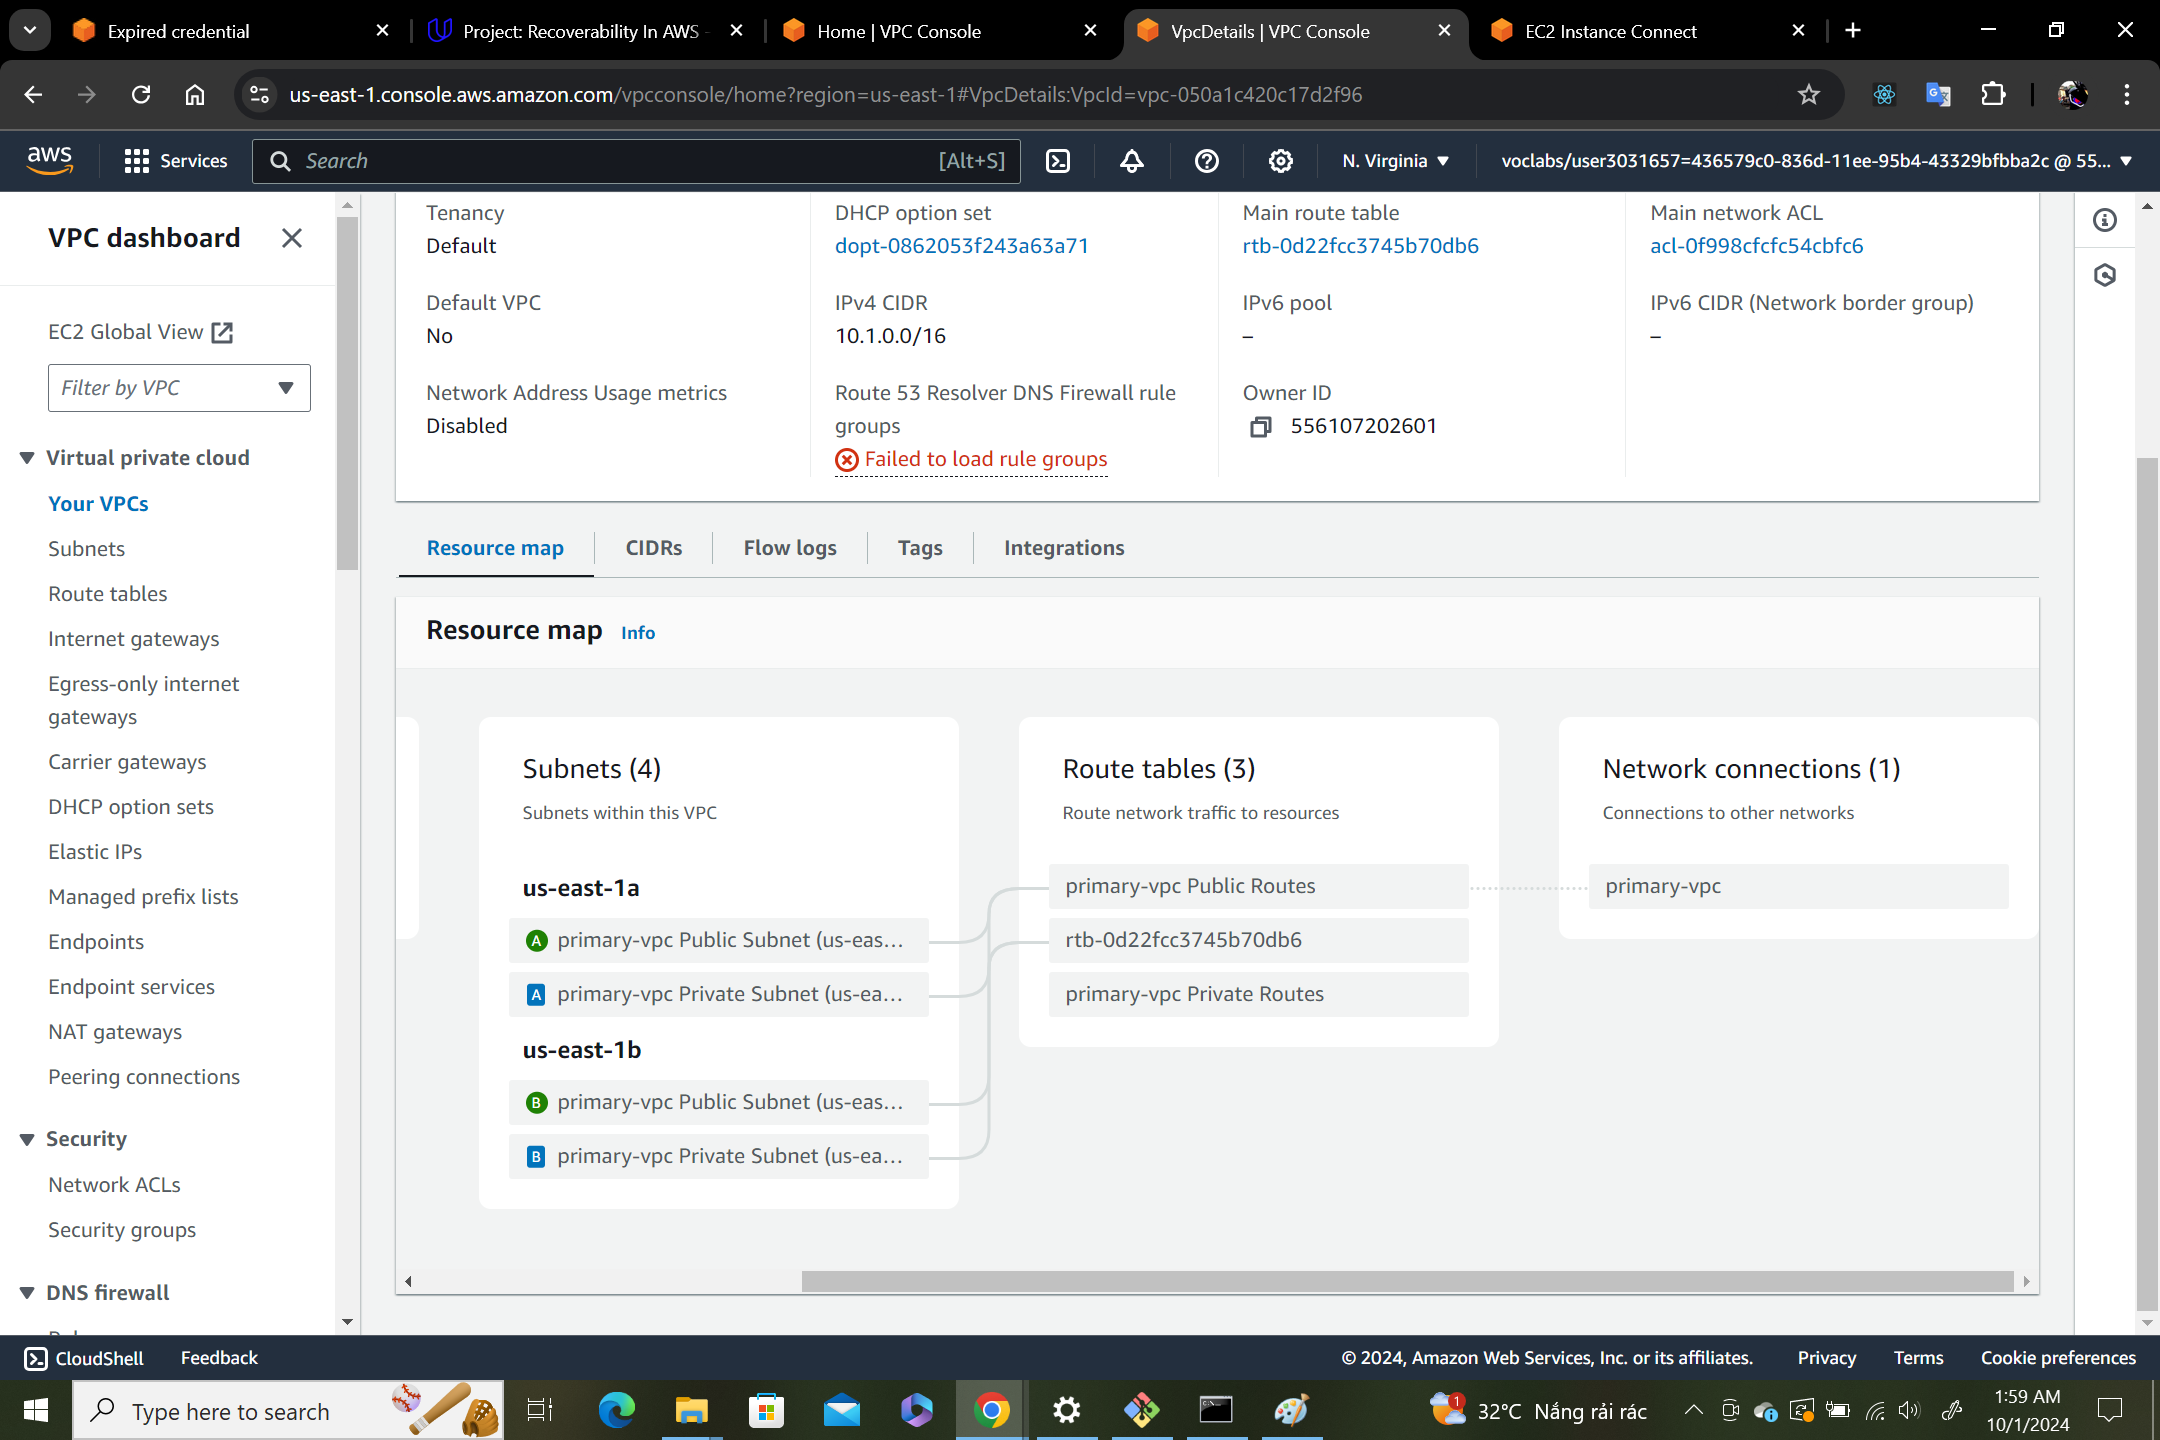 Expired credential
Project: Recoverability In AWS -
Home | VPC Console
VpcDetails | VPC Console
EC2 Instance Connect
us-east-1.console.aws.amazon.com/vpcconsole/home?region=us-east-1#VpcDetails:VpcId=vpc-050a1c420c17d2f96
aws
Services
Search
[Alt+S]
N. Virginia
voclabs/user3031657=436579c0-836d-11ee-95b4-43329bfbba2c @ 55...
VPC dashboard
EC2 Global View
Filter by VPC
Virtual private cloud
Your VPCs
Subnets
Route tables
Internet gateways
Egress-only internet
gateways
Carrier gateways
DHCP option sets
Elastic IPs
Managed prefix lists
Endpoints
Endpoint services
NAT gateways
Peering connections
Security
Network ACLs
Security groups
DNS firewall
Tenancy
Default
DHCP option set
dopt-0862053f243a63a71
Main route table
rtb-0d22fcc3745b70db6
Main network ACL
acl-0f998cfcfc54cbfc6
Default VPC
No
IPv4 CIDR
10.1.0.0/16
IPv6 pool
–
IPv6 CIDR (Network border group)
–
Network Address Usage metrics
Disabled
Route 53 Resolver DNS Firewall rule
groups
Failed to load rule groups
Owner ID
556107202601
Resource map
CIDRs
Flow logs
Tags
Integrations
Resource map
Info
Subnets (4)
Subnets within this VPC
us-east-1a
A primary-vpc Public Subnet (us-eas...
A primary-vpc Private Subnet (us-ea...
us-east-1b
B primary-vpc Public Subnet (us-eas...
B primary-vpc Private Subnet (us-ea...
Route tables (3)
Route network traffic to resources
primary-vpc Public Routes
rtb-0d22fcc3745b70db6
primary-vpc Private Routes
Network connections (1)
Connections to other networks
primary-vpc
CloudShell
Feedback
© 2024, Amazon Web Services, Inc. or its affiliates.
Privacy
Terms
Cookie preferences
Type here to search
1
32°C Nắng rải rác
1:59 AM
10/1/2024